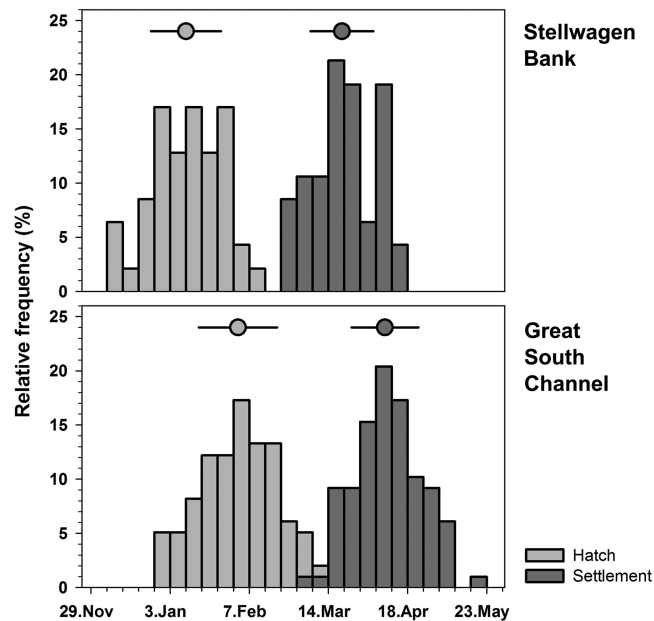 Stellwagen
Bank
25
20
15
10
5
0
Relative frequency (%)
Great
South
Channel
25
20
15
10
5
0
Hatch
Settlement
29.Nov 3.Jan 7.Feb 14.Mar 18.Apr 23.May